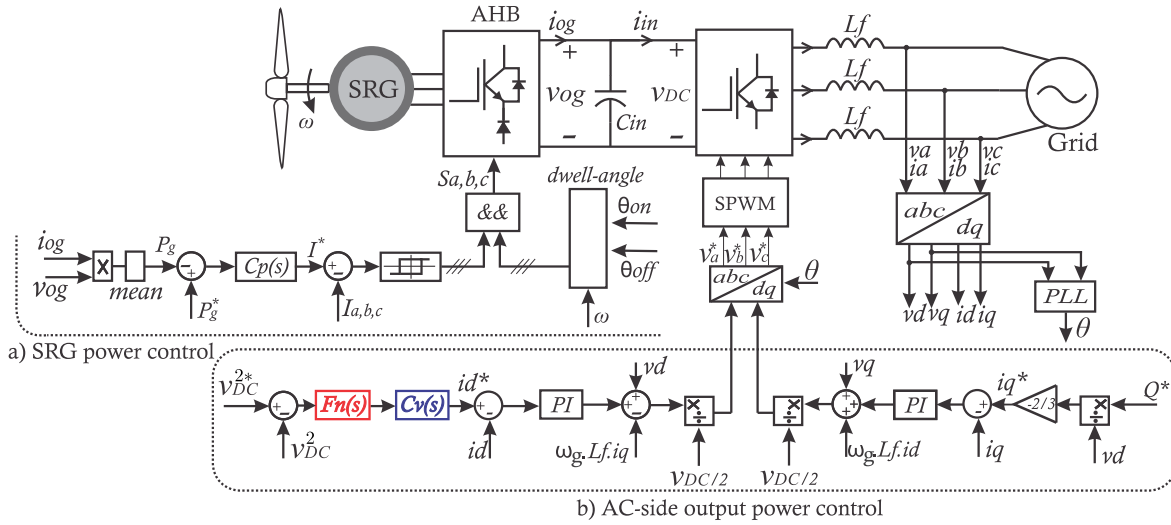 AHB
iog
iin
Lf
SRG
ω
+
vog
−
Cin
+
vDC
−
Lf
Lf
Grid
va vb vc
ia ib ic
Sa,b,c
dwell-angle
&&
θon
θoff
ω
SPWM
va* vb* vc*
abc
dq
θ
abc
dq
vd vq id iq
PLL
θ
iog
vog
×
mean
Pg
Pg*
Cp(s)
I*
Ia,b,c
a) SRG power control
vDC2*
vDC2
Fn(s)
Cv(s)
id*
id
PI
vd
ωg.Lf.iq
× ÷
vDC/2
× ÷
vDC/2
vq
ωg.Lf.id
PI
iq*
iq
-2/3
× ÷
vd
Q*
b) AC-side output power control